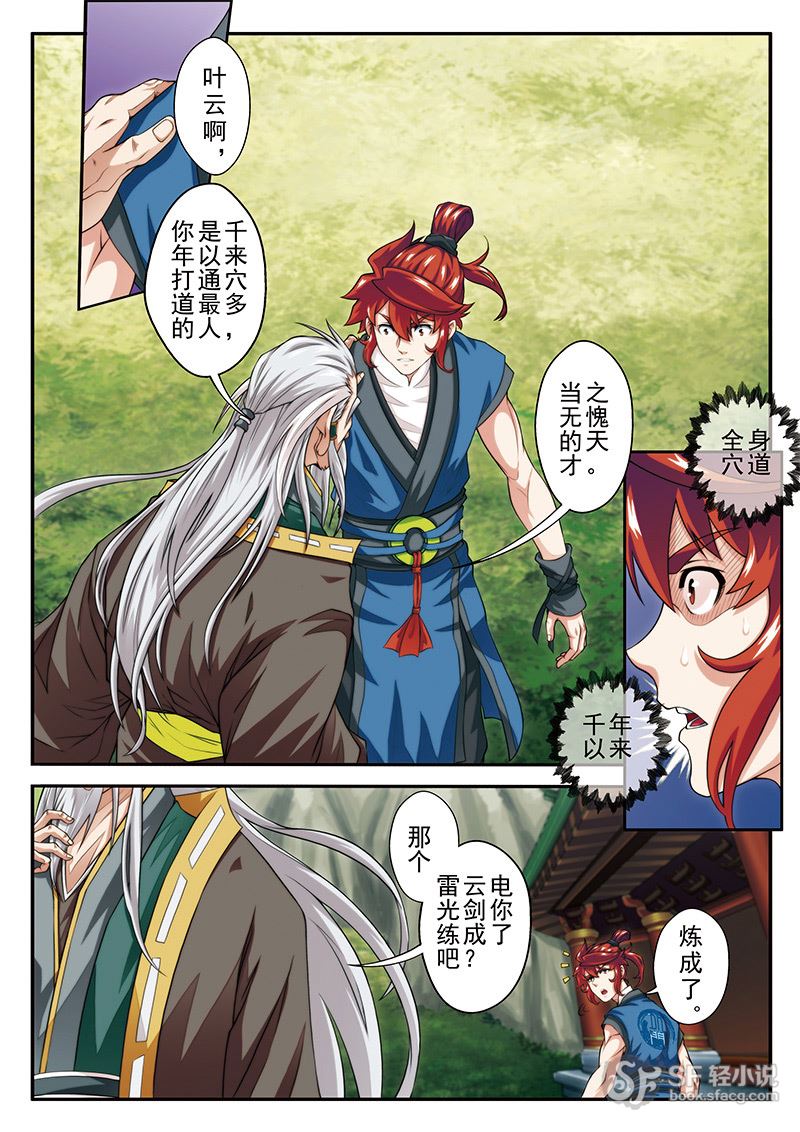 叶云啊，
你是千
年以来
打通穴
道最多
的人，
当之
无愧
的天
才。
全身
穴道
千年
以来
那个
雷云电
光剑你
练成了
吧？
炼成了。
門
SF轻小说
book.sfacg.com